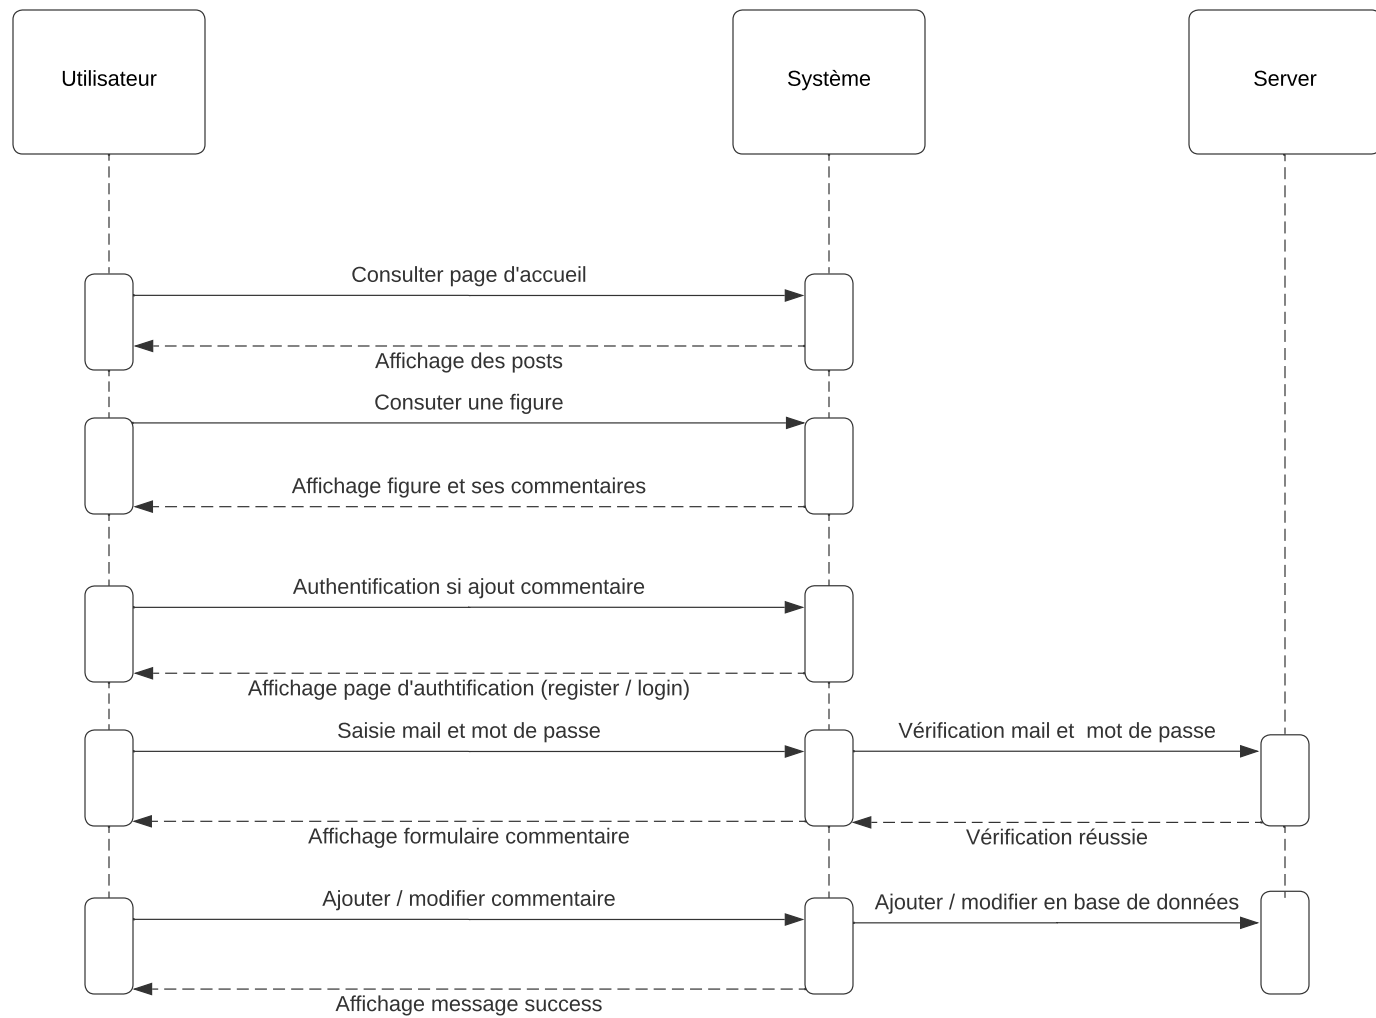 Utilisateur
Système
Server
Consulter page d'accueil
Affichage des posts
Consuter une figure
Affichage figure et ses commentaires
Authentification si ajout commentaire
Affichage page d'authtification (register / login)
Saisie mail et mot de passe
Vérification mail et  mot de passe
Affichage formulaire commentaire
Vérification réussie
Ajouter / modifier commentaire
Ajouter / modifier en base de données
Affichage message success